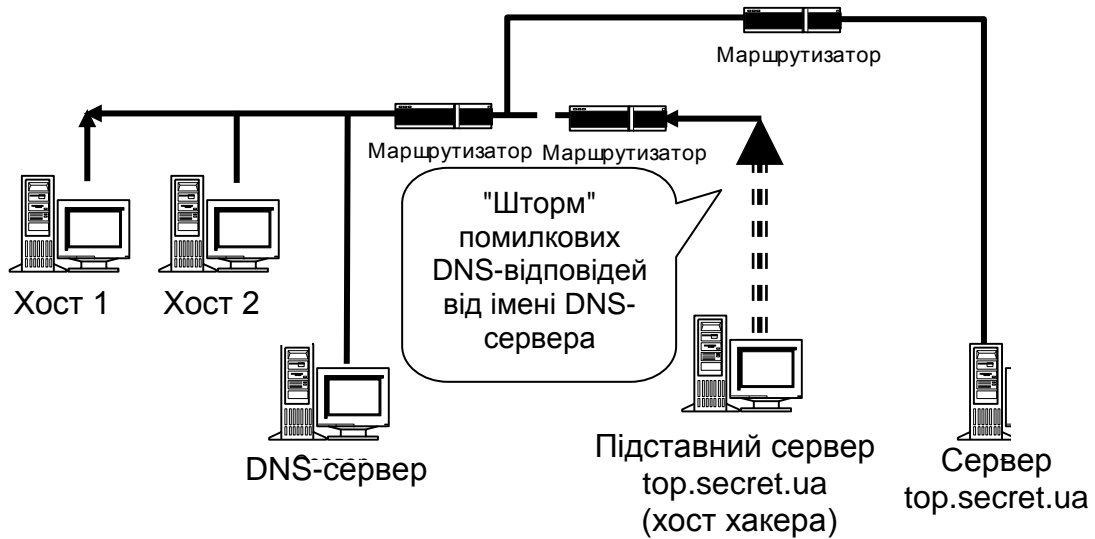 Маршрутизатор
Маршрутизатор
Маршрутизатор
"Шторм"
помилкових
DNS-відповідей
від імені DNS-
сервера
Хост 1
Хост 2
DNS-сервер
Підставний сервер
top.secret.ua
(хост хакера)
Сервер
top.secret.ua